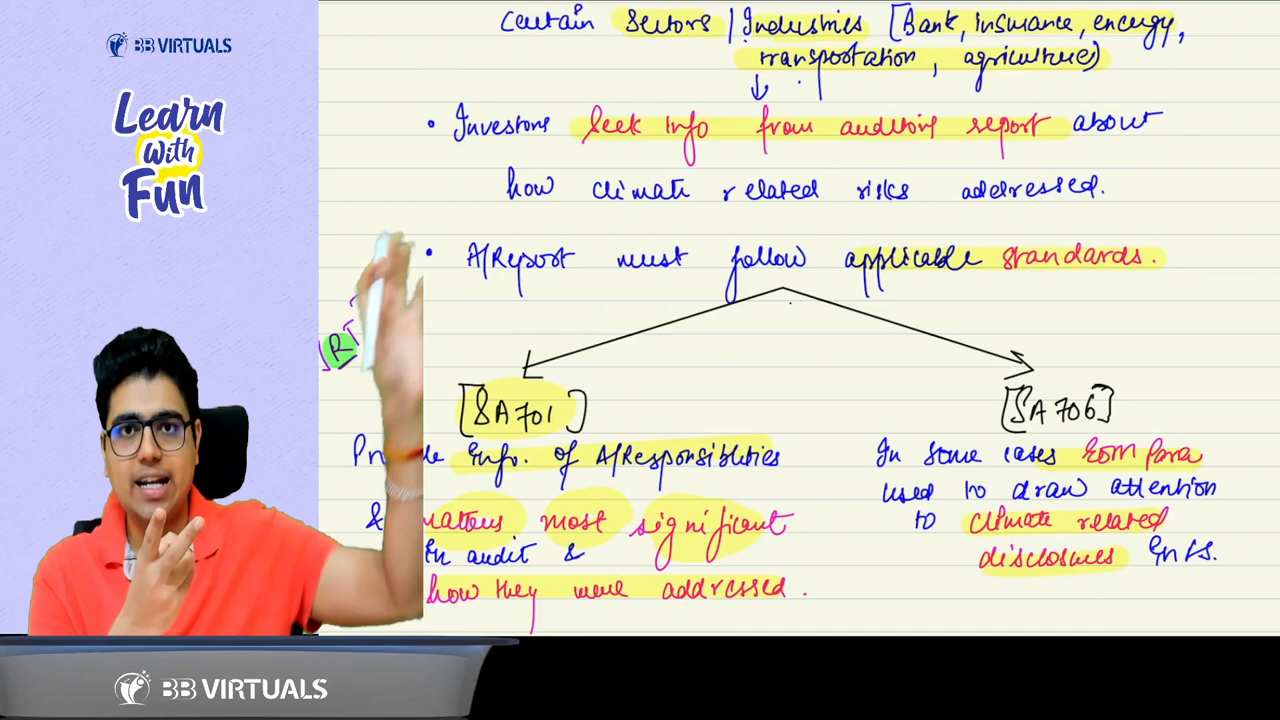 BB VIRTUALS
Learn
With
Fun
Certain Sectors / Industries [Bank, insurance, energy,
transportation, agriculture)
• Investors Seek info from auditing report about
how climate related risks addressed.
• A/Report must follow applicable standards.
R
[SA 701]
Info. of A/Responsiblities
matters most significant
in audit &
how they were addressed.
[SA 706]
In some cases EOM Para
used to draw attention
to climate related
disclosures in FS.
BB VIRTUALS